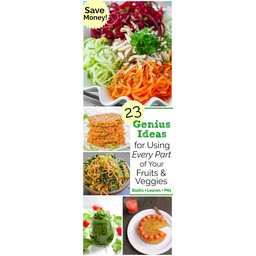 Save
Money!
23
Genius
Ideas
for Using
Every Part
of Your
Fruits &
Veggies
Stalks • Leaves • Pits